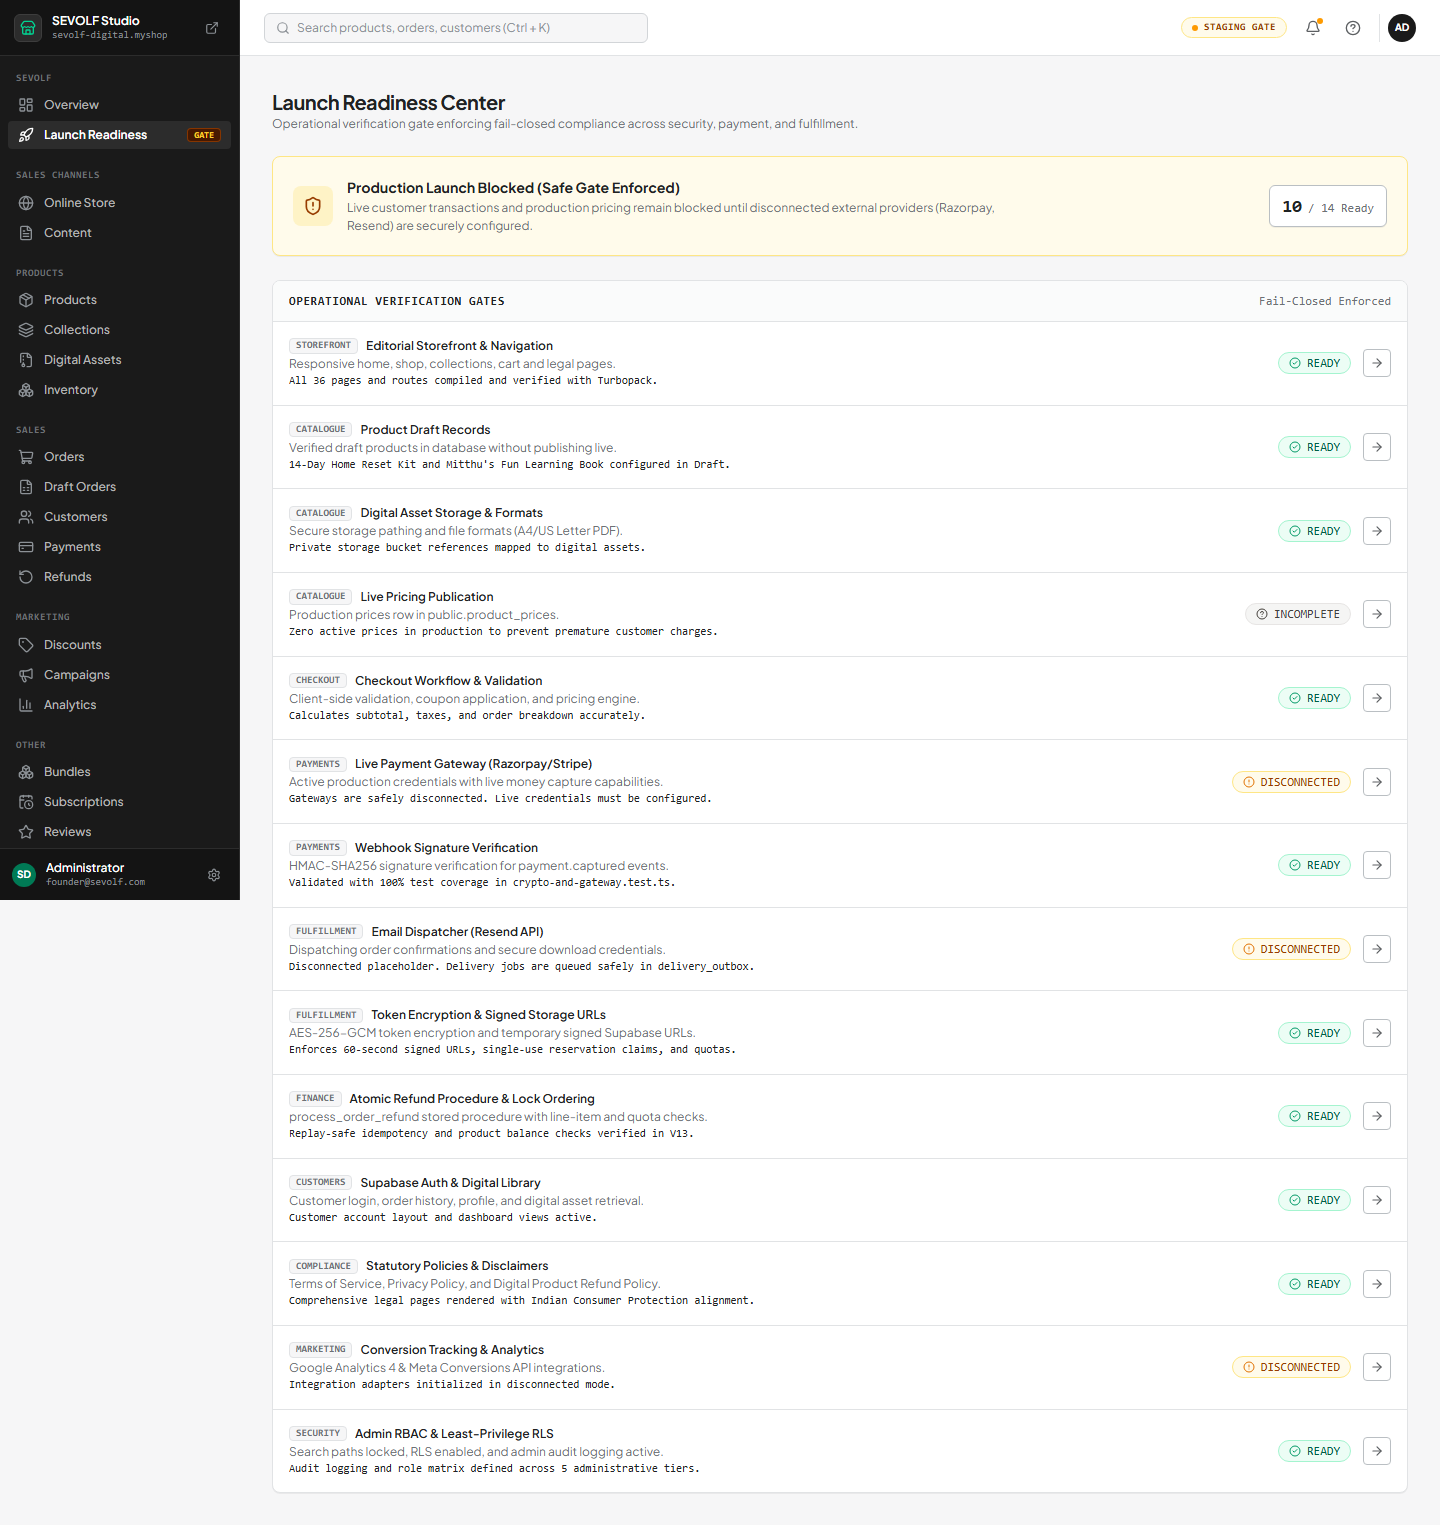 SEVOLF Studio
sevolf-digital.myshop
SEVOLF
Overview
Launch Readiness
GATE
SALES CHANNELS
Online Store
Content
PRODUCTS
Products
Collections
Digital Assets
Inventory
SALES
Orders
Draft Orders
Customers
Payments
Refunds
MARKETING
Discounts
Campaigns
Analytics
OTHER
Bundles
Subscriptions
Reviews
SD
Administrator
founder@sevolf.com
Search products, orders, customers (Ctrl + K)
STAGING GATE
AD
Launch Readiness Center
Operational verification gate enforcing fail-closed compliance across security, payment, and fulfillment.
Production Launch Blocked (Safe Gate Enforced)
Live customer transactions and production pricing remain blocked until disconnected external providers (Razorpay,
Resend) are securely configured.
10 / 14 Ready
OPERATIONAL VERIFICATION GATES
Fail-Closed Enforced
STOREFRONT Editorial Storefront & Navigation
Responsive home, shop, collections, cart and legal pages.
All 36 pages and routes compiled and verified with Turbopack.
READY
CATALOGUE Product Draft Records
Verified draft products in database without publishing live.
14-Day Home Reset Kit and Mitthu's Fun Learning Book configured in Draft.
READY
CATALOGUE Digital Asset Storage & Formats
Secure storage pathing and file formats (A4/US Letter PDF).
Private storage bucket references mapped to digital assets.
READY
CATALOGUE Live Pricing Publication
Production prices row in public.product_prices.
Zero active prices in production to prevent premature customer charges.
INCOMPLETE
CHECKOUT Checkout Workflow & Validation
Client-side validation, coupon application, and pricing engine.
Calculates subtotal, taxes, and order breakdown accurately.
READY
PAYMENTS Live Payment Gateway (Razorpay/Stripe)
Active production credentials with live money capture capabilities.
Gateways are safely disconnected. Live credentials must be configured.
DISCONNECTED
PAYMENTS Webhook Signature Verification
HMAC-SHA256 signature verification for payment.captured events.
Validated with 100% test coverage in crypto-and-gateway.test.ts.
READY
FULFILLMENT Email Dispatcher (Resend API)
Dispatching order confirmations and secure download credentials.
Disconnected placeholder. Delivery jobs are queued safely in delivery_outbox.
DISCONNECTED
FULFILLMENT Token Encryption & Signed Storage URLs
AES-256-GCM token encryption and temporary signed Supabase URLs.
Enforces 60-second signed URLs, single-use reservation claims, and quotas.
READY
FINANCE Atomic Refund Procedure & Lock Ordering
process_order_refund stored procedure with line-item and quota checks.
Replay-safe idempotency and product balance checks verified in V13.
READY
CUSTOMERS Supabase Auth & Digital Library
Customer login, order history, profile, and digital asset retrieval.
Customer account layout and dashboard views active.
READY
COMPLIANCE Statutory Policies & Disclaimers
Terms of Service, Privacy Policy, and Digital Product Refund Policy.
Comprehensive legal pages rendered with Indian Consumer Protection alignment.
READY
MARKETING Conversion Tracking & Analytics
Google Analytics 4 & Meta Conversions API integrations.
Integration adapters initialized in disconnected mode.
DISCONNECTED
SECURITY Admin RBAC & Least-Privilege RLS
Search paths locked, RLS enabled, and admin audit logging active.
Audit logging and role matrix defined across 5 administrative tiers.
READY